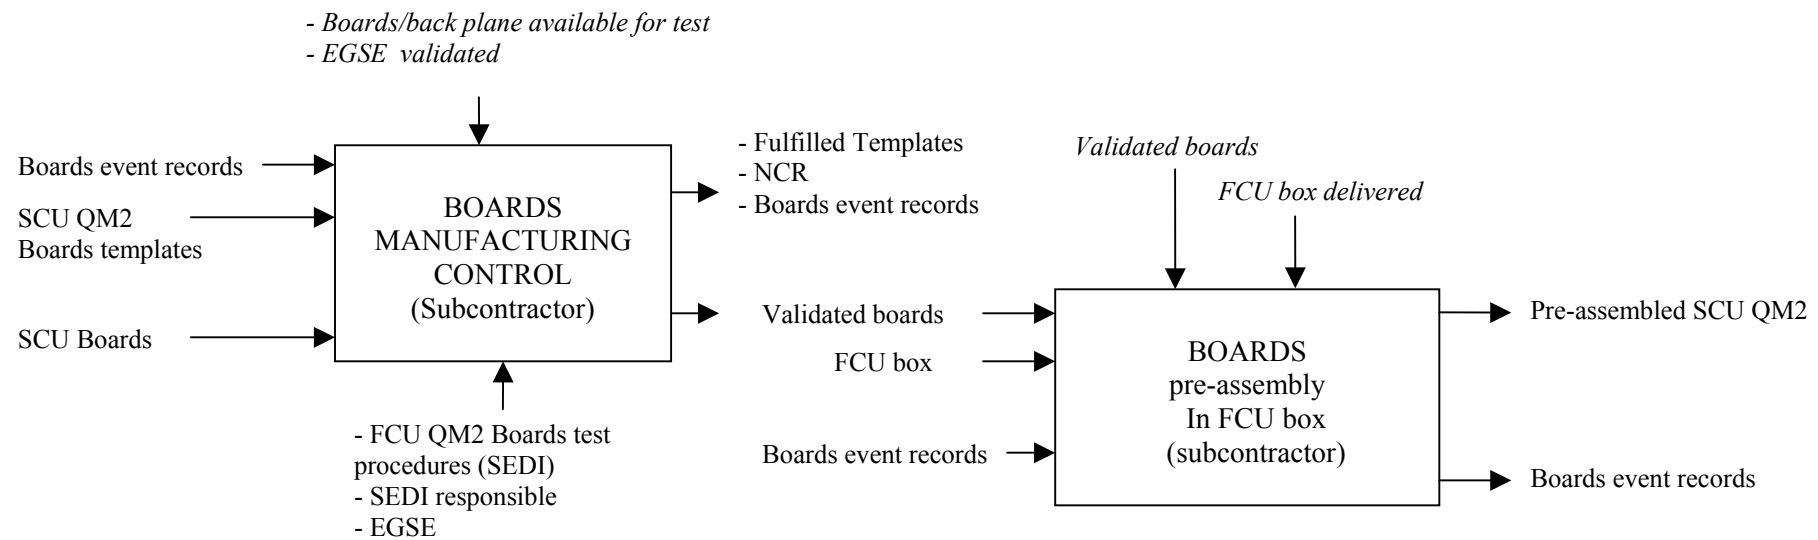 - Boards/back plane available for test
- EGSE validated
Boards event records
SCU QM2
Boards templates
SCU Boards
BOARDS
MANUFACTURING
CONTROL
(Subcontractor)
- Fulfilled Templates
- NCR
- Boards event records
- FCU QM2 Boards test
procedures (SEDI)
- SEDI responsible
- EGSE
Validated boards
FCU box delivered
Validated boards
FCU box
Boards event records
BOARDS
pre-assembly
In FCU box
(subcontractor)
Pre-assembled SCU QM2
Boards event records